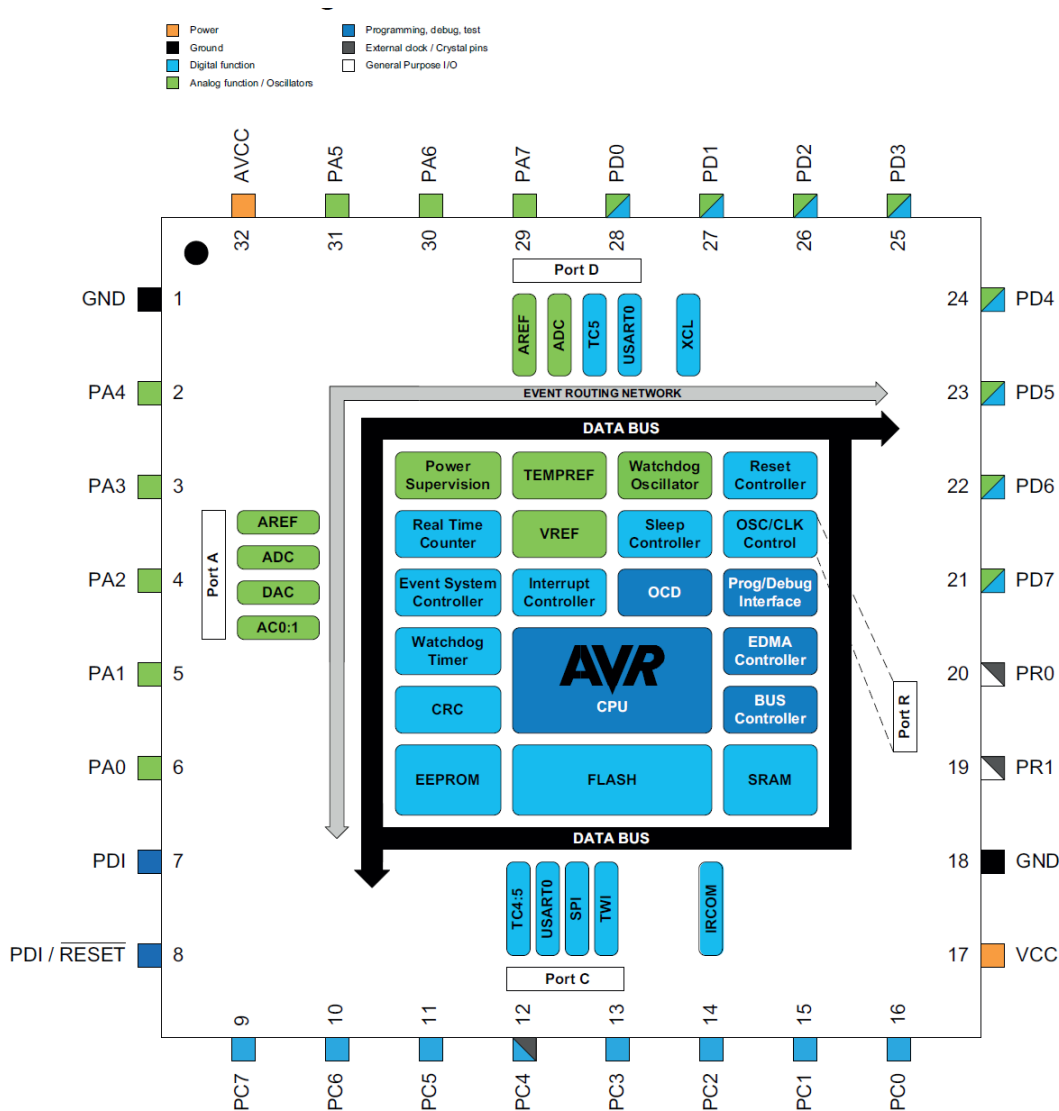 Power
Programming, debug, test
Ground
External clock / Crystal pins
Digital function
General Purpose I/O
Analog function / Oscillators
AVCC
PA5
PA6
PA7
PD0
PD1
PD2
PD3
32
31
30
29
28
27
26
25
Port D
GND
1
24
PD4
AREF
ADC
TC5
USART0
XCL
PA4
2
EVENT ROUTING NETWORK
23
PD5
DATA BUS
Power
Supervision
TEMPREF
Watchdog
Oscillator
Reset
Controller
PA3
3
22
PD6
Port A
AREF
ADC
DAC
AC0:1
Real Time
Counter
VREF
Sleep
Controller
OSC/CLK
Control
PA2
4
Event System
Controller
Interrupt
Controller
OCD
Prog/Debug
Interface
21
PD7
Watchdog
Timer
AVR
CPU
EDMA
Controller
PA1
5
20
PR0
CRC
BUS
Controller
Port R
PA0
6
EEPROM
FLASH
SRAM
19
PR1
DATA BUS
PDI
7
18
GND
TC4:5
USART0
SPI
TWI
IRCOM
PDI / RESET
8
17
VCC
Port C
9
10
11
12
13
14
15
16
PC7
PC6
PC5
PC4
PC3
PC2
PC1
PC0